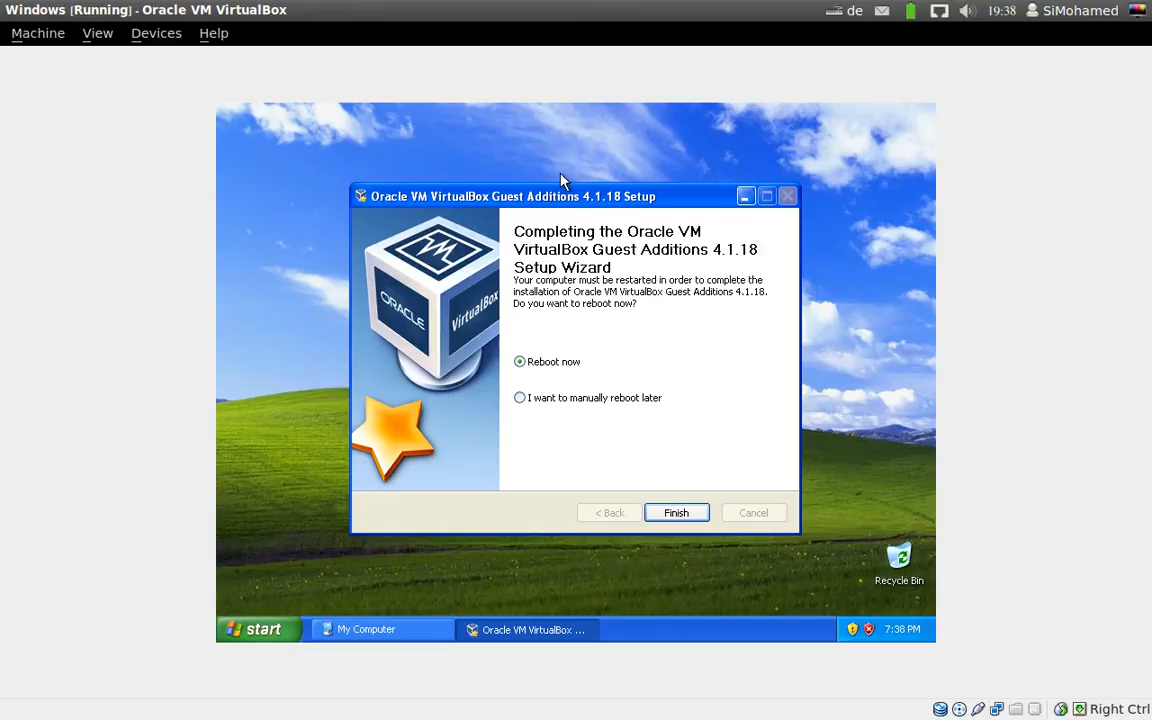 Windows [Running] - Oracle VM VirtualBox
de
19:38
SiMohamed
Machine
View
Devices
Help
Oracle VM VirtualBox Guest Additions 4.1.18 Setup
Completing the Oracle VM
VirtualBox Guest Additions 4.1.18
Setup Wizard
Your computer must be restarted in order to complete the
installation of Oracle VM VirtualBox Guest Additions 4.1.18.
Do you want to reboot now?
ORACLE
VirtualBox
Reboot now
I want to manually reboot later
< Back
Finish
Cancel
Recycle Bin
start
My Computer
Oracle VM VirtualBox ...
7:38 PM
Right Ctrl